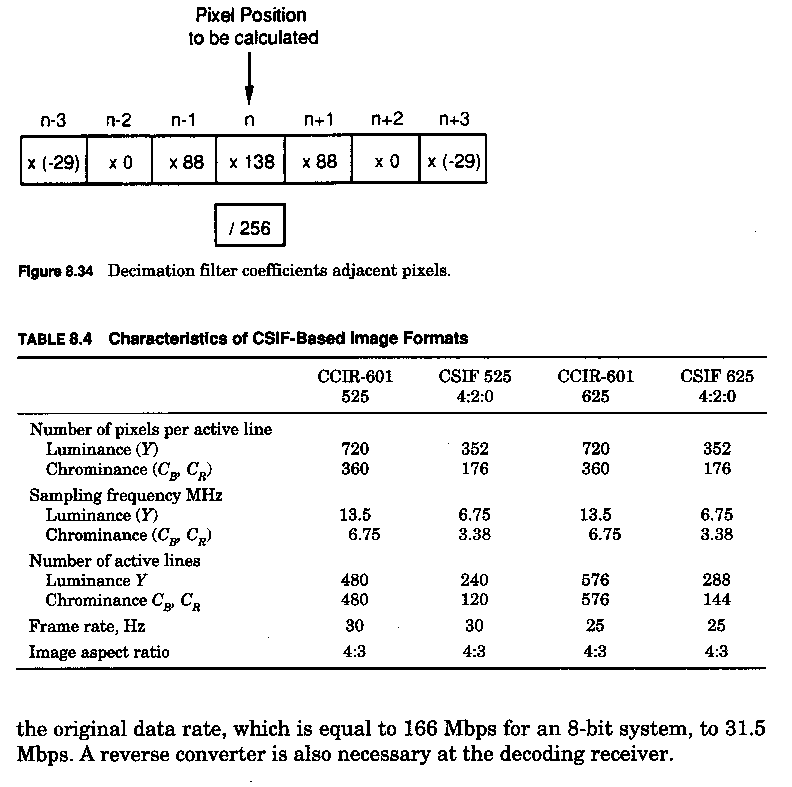 Pixel Position
to be calculated
n-3 n-2 n-1 n n+1 n+2 n+3
x (-29) x 0 x 88 x 138 x 88 x 0 x (-29)
/ 256
Figure 8.34 Decimation filter coefficients adjacent pixels.
TABLE 8.4 Characteristics of CSIF-Based Image Formats
CCIR-601 CSIF 525 CCIR-601 CSIF 625
525 4:2:0 625 4:2:0
Number of pixels per active line
Luminance (Y) 720 352 720 352
Chrominance (CB, CR) 360 176 360 176
Sampling frequency MHz
Luminance (Y) 13.5 6.75 13.5 6.75
Chrominance (CB, CR) 6.75 3.38 6.75 3.38
Number of active lines
Luminance Y 480 240 576 288
Chrominance CB, CR 480 120 576 144
Frame rate, Hz 30 30 25 25
Image aspect ratio 4:3 4:3 4:3 4:3
the original data rate, which is equal to 166 Mbps for an 8-bit system, to 31.5
Mbps. A reverse converter is also necessary at the decoding receiver.